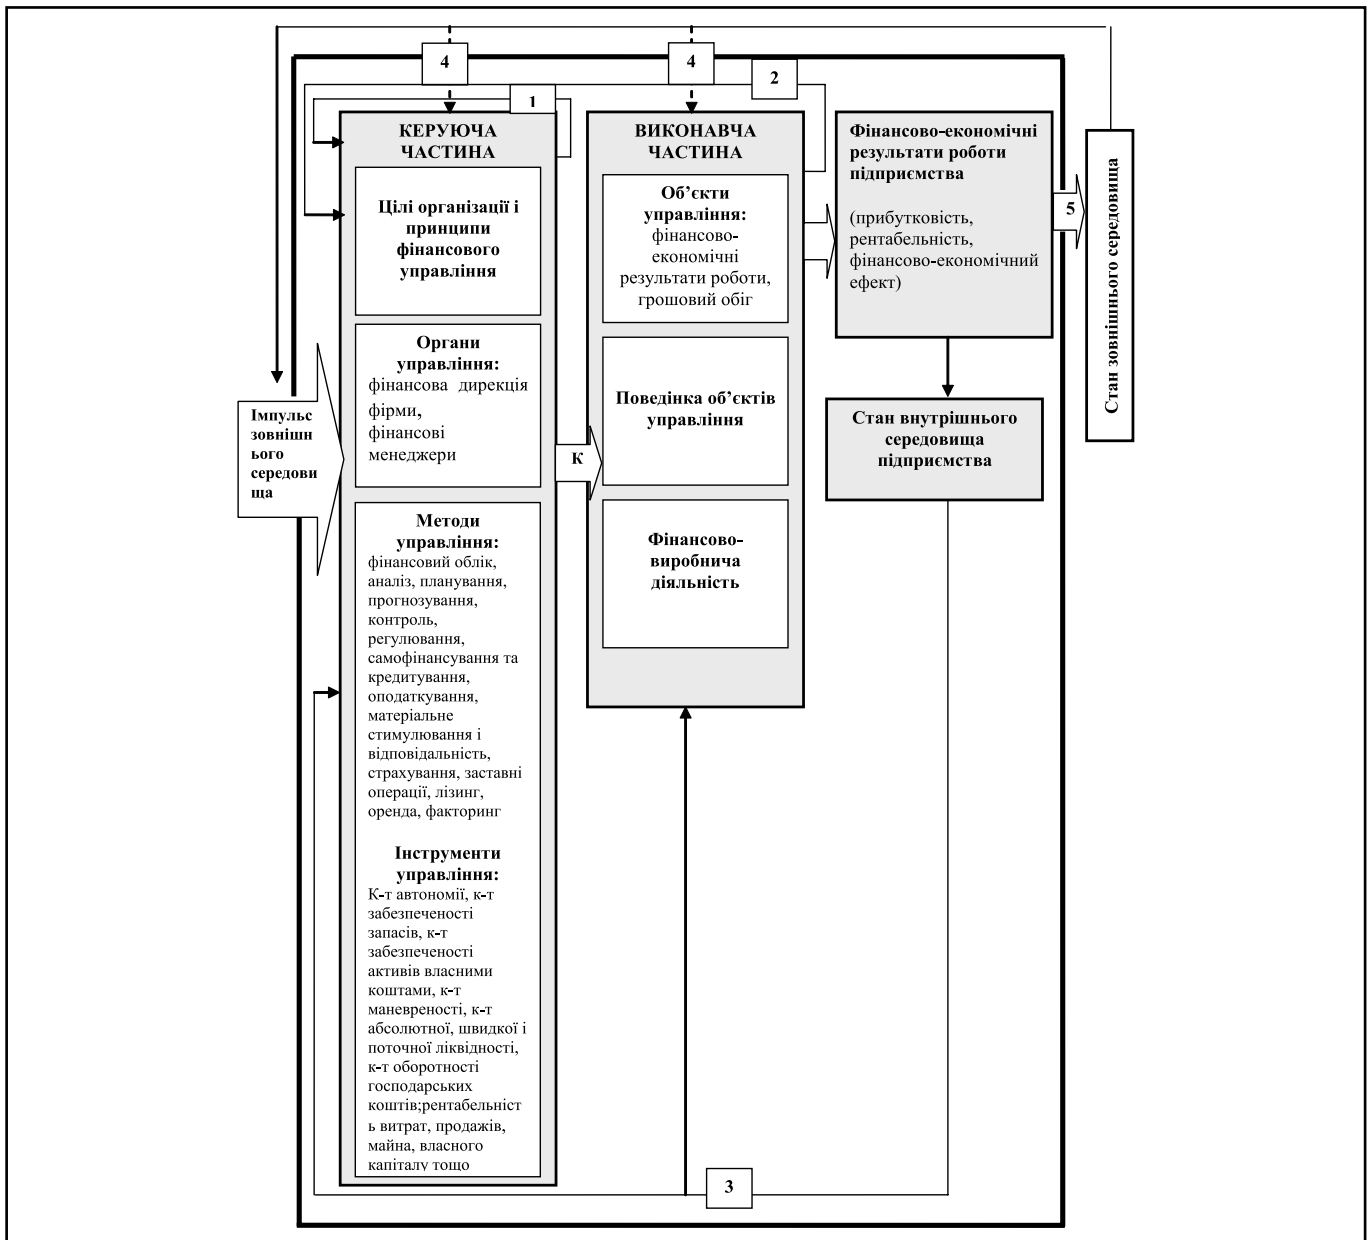 4
4
2
1
КЕРУЮЧА
ЧАСТИНА
Цілі організації і
принципи
фінансового
управління
Органи
управління:
фінансова дирекція
фірми,
фінансові
менеджери
Методи
управління:
фінансовий облік,
аналіз, планування,
прогнозування,
контроль,
регулювання,
самофінансування та
кредитування,
оподаткування,
матеріальне
стимулювання і
відповідальність,
страхування, заставні
операції, лізинг,
оренда, факторинг
Інструменти
управління:
К-т автономії, к-т
забезпеченості
запасів, к-т
забезпеченості
активів власними
коштами, к-т
маневреності, к-т
абсолютної, швидкої і
поточної ліквідності,
к-т оборотності
господарських
коштів;рентабельніст
ь витрат, продажів,
майна, власного
капіталу тощо
Імпульс
зовнішн
ього
середови
ща
К
ВИКОНАВЧА
ЧАСТИНА
Об’єкти
управління:
фінансово-
економічні
результати роботи,
грошовий обіг
Поведінка об’єктів
управління
Фінансово-
виробнича
діяльність
Фінансово-економічні
результати роботи
підприємства
(прибутковість,
рентабельність,
фінансово-економічний
ефект)
5
Стан зовнішнього середовища
Стан внутрішнього
середовища
підприємства
3